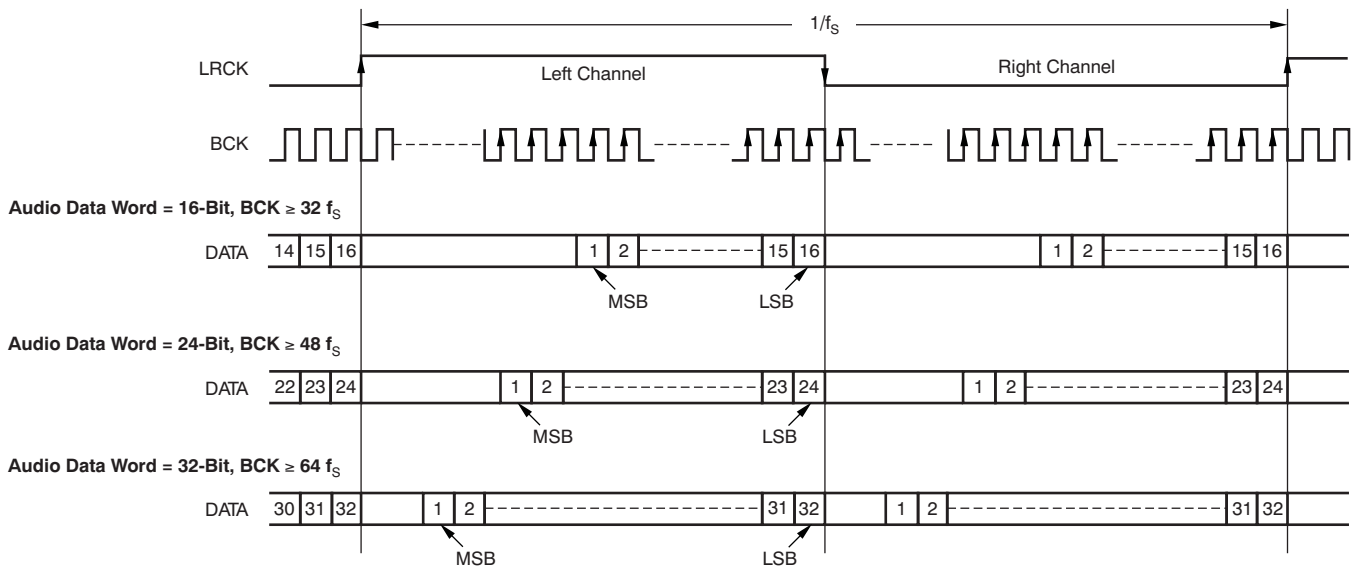 1/fS
LRCK
Left Channel
Right Channel
BCK
Audio Data Word = 16-Bit, BCK ≥ 32 fS
DATA 14 15 16 1 2 15 16 1 2 15 16
MSB LSB
Audio Data Word = 24-Bit, BCK ≥ 48 fS
DATA 22 23 24 1 2 23 24 1 2 23 24
MSB LSB
Audio Data Word = 32-Bit, BCK ≥ 64 fS
DATA 30 31 32 1 2 31 32 1 2 31 32
MSB LSB